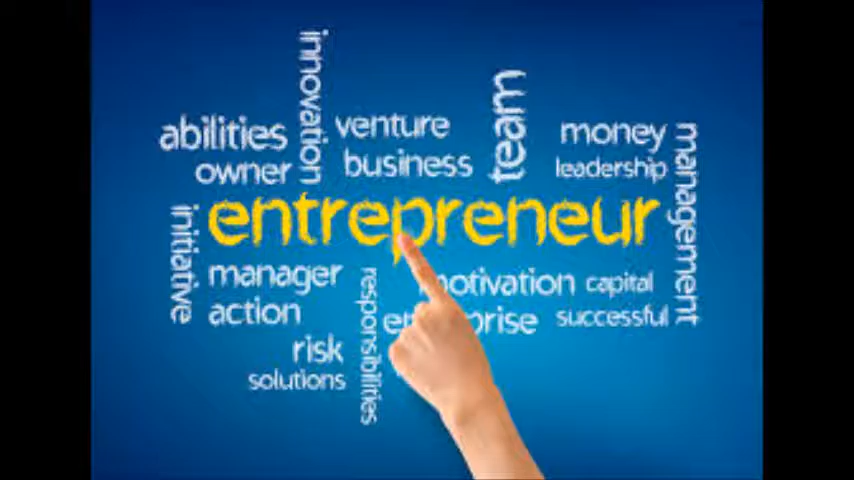 innovation
team
abilities
venture
money
owner
business
leadership
management
entrepreneur
initiative
manager
motivation
capital
responsibilities
action
enterprise
successful
risk
solutions